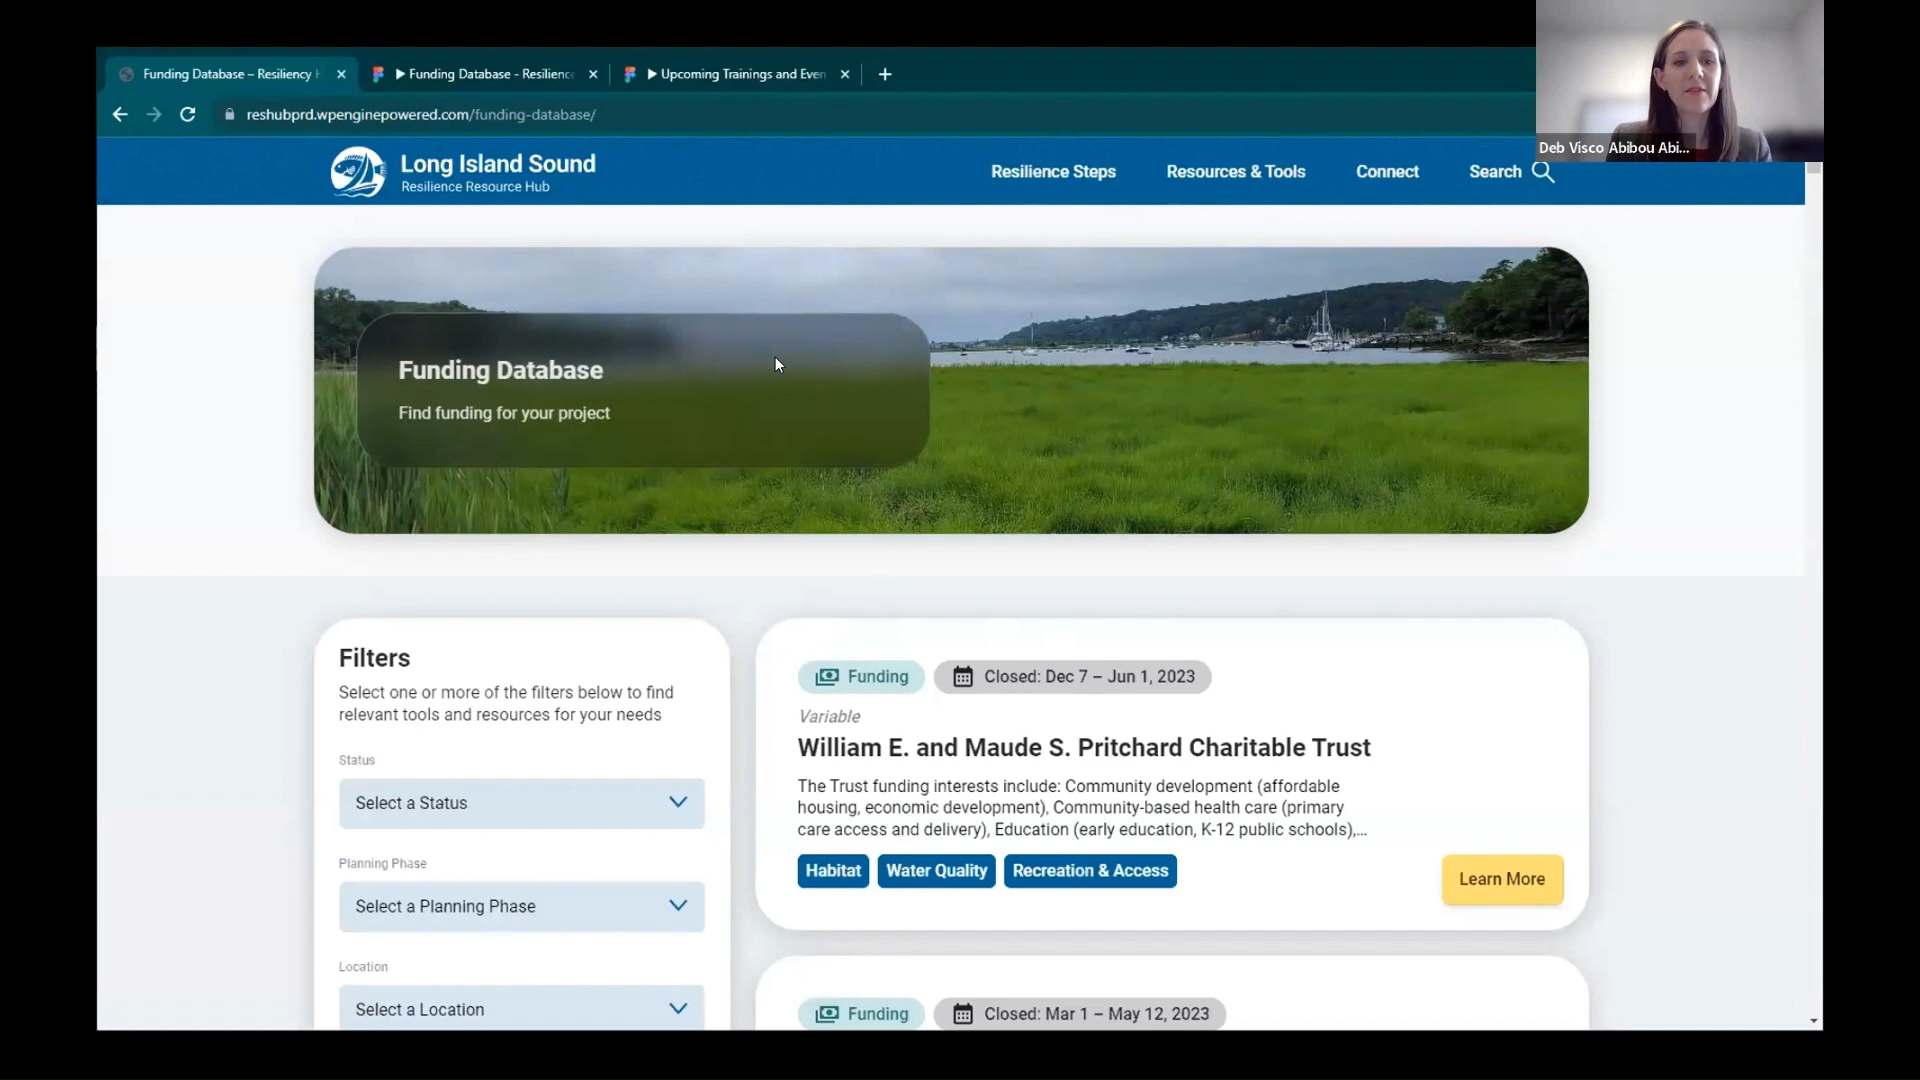 Funding Database – Resiliency H
Funding Database - Resilience
Upcoming Trainings and Even
reshubprd.wpenginepowered.com/funding-database/
Deb Visco Abibou Abi...
Long Island Sound
Resilience Resource Hub
Resilience Steps
Resources & Tools
Connect
Search
Funding Database
Find funding for your project
Filters
Select one or more of the filters below to find
relevant tools and resources for your needs
Status
Select a Status
Planning Phase
Select a Planning Phase
Location
Select a Location
Funding
Closed: Dec 7 – Jun 1, 2023
Variable
William E. and Maude S. Pritchard Charitable Trust
The Trust funding interests include: Community development (affordable
housing, economic development), Community-based health care (primary
care access and delivery), Education (early education, K-12 public schools),...
Habitat
Water Quality
Recreation & Access
Learn More
Funding
Closed: Mar 1 – May 12, 2023